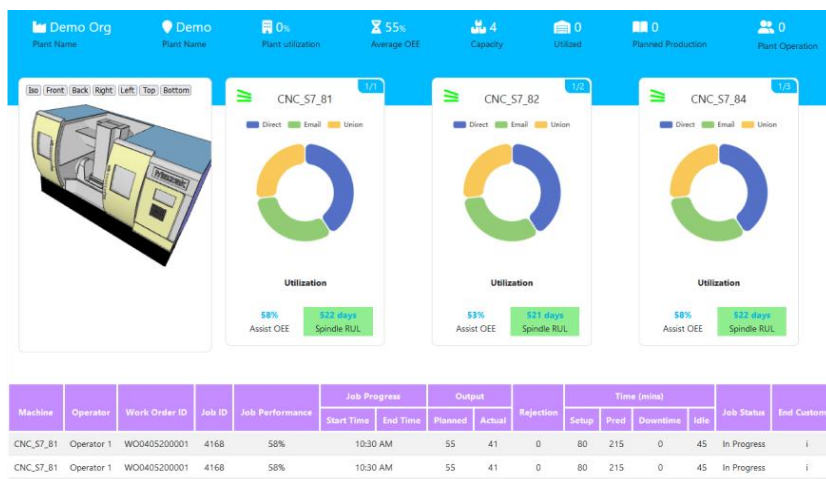 Demo Org
Demo
0%
55%
4
0
0
0
Plant Name
Plant Name
Plant utilization
Average OEE
Capacity
Utilized
Planned Production
Plant Operation
Iso Front Back Right Left Top Bottom
Mazak
1/1
CNC_S7_81
Direct Email Union
Utilization
58% 522 days
Assist OEE Spindle RUL
1/2
CNC_S7_82
Direct Email Union
Utilization
53% 521 days
Assist OEE Spindle RUL
1/3
CNC_S7_84
Direct Email Union
Utilization
58% 522 days
Assist OEE Spindle RUL
Job Progress Output Time (mins)
Machine Operator Work Order ID Job ID Job Performance Rejection Job Status End Custom
Start Time End Time Planned Actual Setup Pred Downtime Idle
CNC_S7_81 Operator 1 WO0405200001 4168 58% 10:30 AM 55 41 0 80 215 0 45 In Progress i
CNC_S7_81 Operator 1 WO0405200001 4168 58% 10:30 AM 55 41 0 80 215 0 45 In Progress i